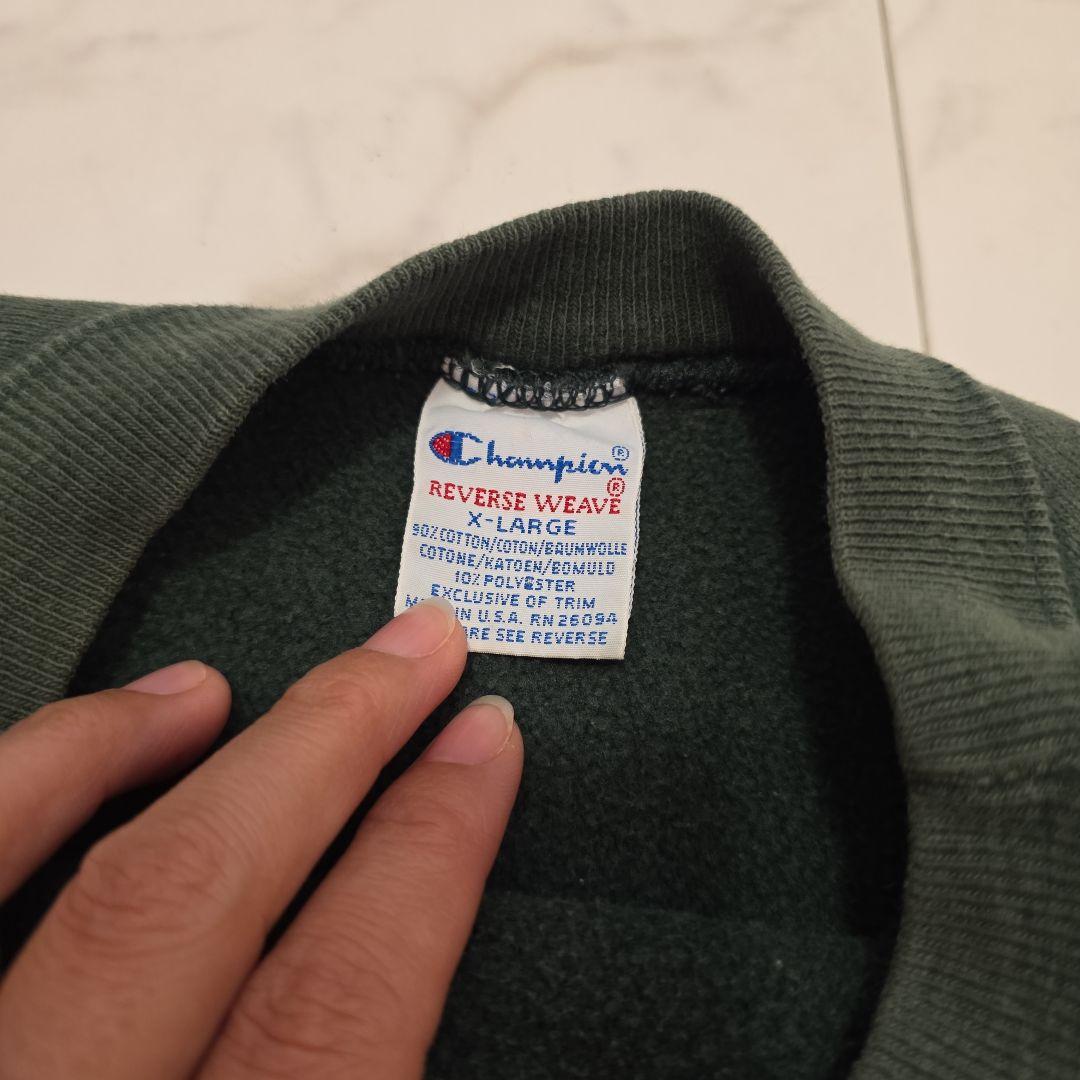 Champion®
REVERSE WEAVE®
X-LARGE
90% COTTON/COTON/BAUMWOLLE
COTONE/KATOEN/BOMULD
10% POLYESTER
EXCLUSIVE OF TRIM
IN U.S.A. RN 26094
SEE REVERSE